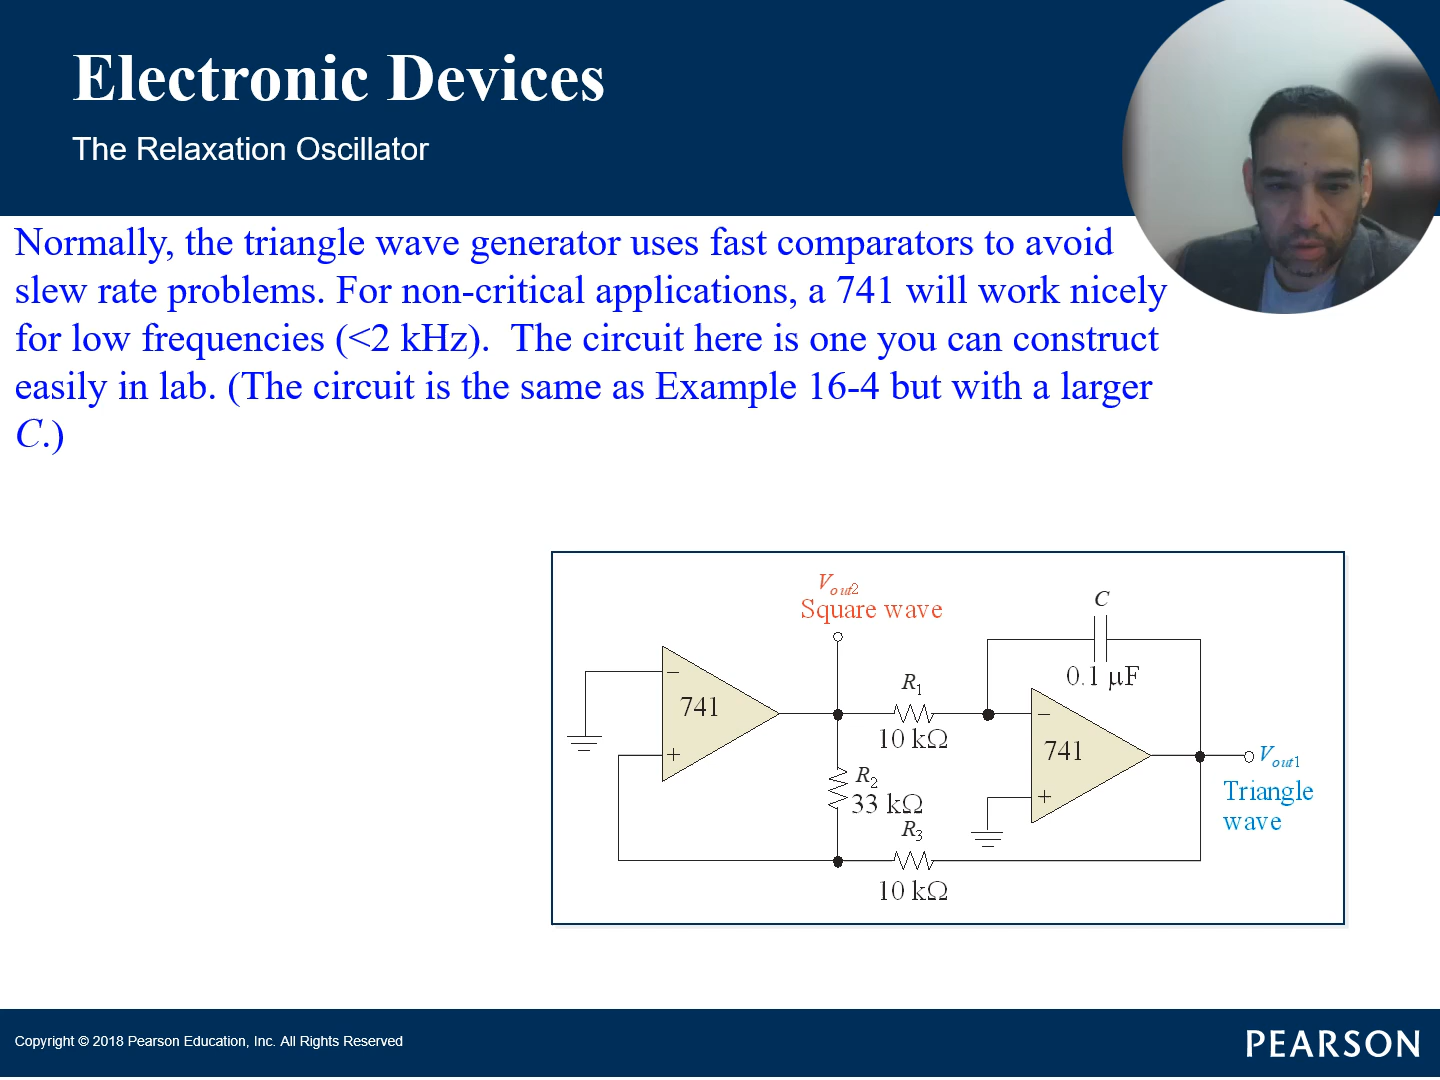 Electronic Devices
The Relaxation Oscillator
Normally, the triangle wave generator uses fast comparators to avoid
slew rate problems. For non-critical applications, a 741 will work nicely
for low frequencies (<2 kHz).  The circuit here is one you can construct
easily in lab. (The circuit is the same as Example 16-4 but with a larger
C.)
Vout2
Square wave
C
0.1 μF
R1
10 kΩ
−
741
+
−
741
+
R2
33 kΩ
R3
10 kΩ
Vout1
Triangle
wave
Copyright © 2018 Pearson Education, Inc. All Rights Reserved
PEARSON